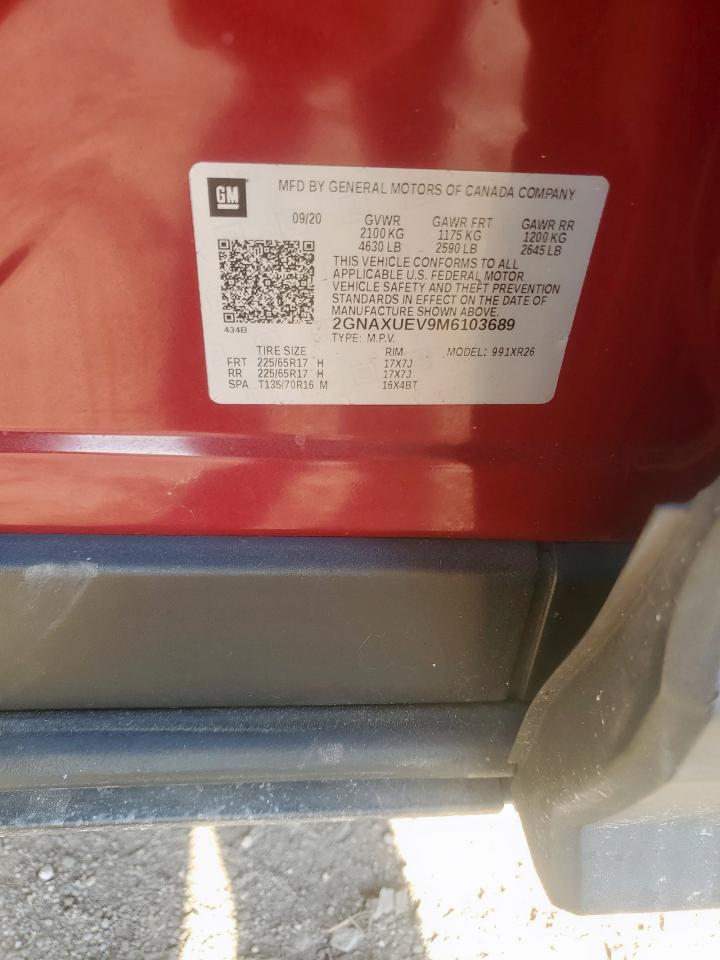 GM
MFD BY GENERAL MOTORS OF CANADA COMPANY
09/20 GVWR GAWR FRT GAWR RR
2100 KG 1175 KG 1200 KG
4630 LB 2590 LB 2645 LB
THIS VEHICLE CONFORMS TO ALL
APPLICABLE U.S. FEDERAL MOTOR
VEHICLE SAFETY AND THEFT PREVENTION
STANDARDS IN EFFECT ON THE DATE OF
MANUFACTURE SHOWN ABOVE.
434B 2GNAXUEV9M6103689
TYPE: M.P.V. MODEL: 991XR26
TIRE SIZE RIM
FRT 225/65R17 H 17X7J
RR 225/65R17 H 17X7J
SPA T135/70R16 M 16X4BT